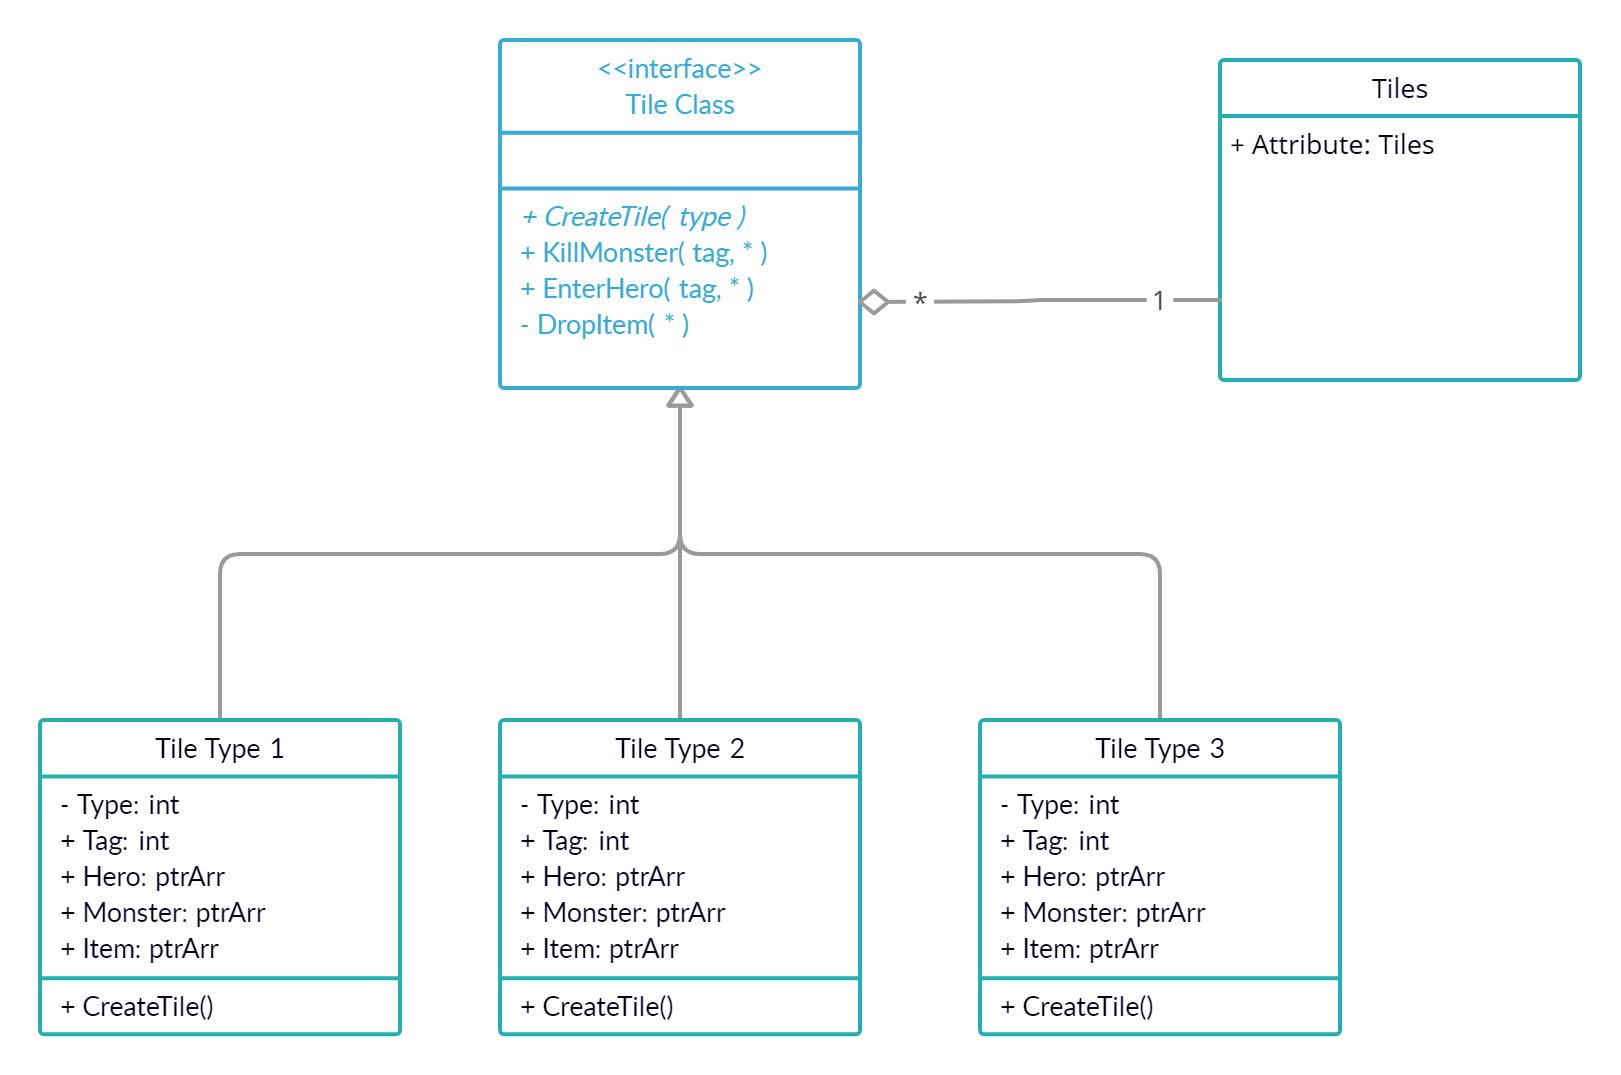 <<interface>>
Tile Class
+ CreateTile( type )
+ KillMonster( tag, * )
+ EnterHero( tag, * )
- DropItem( * )
Tiles
+ Attribute: Tiles
* 1
Tile Type 1
- Type: int
+ Tag: int
+ Hero: ptrArr
+ Monster: ptrArr
+ Item: ptrArr
+ CreateTile()
Tile Type 2
- Type: int
+ Tag: int
+ Hero: ptrArr
+ Monster: ptrArr
+ Item: ptrArr
+ CreateTile()
Tile Type 3
- Type: int
+ Tag: int
+ Hero: ptrArr
+ Monster: ptrArr
+ Item: ptrArr
+ CreateTile()